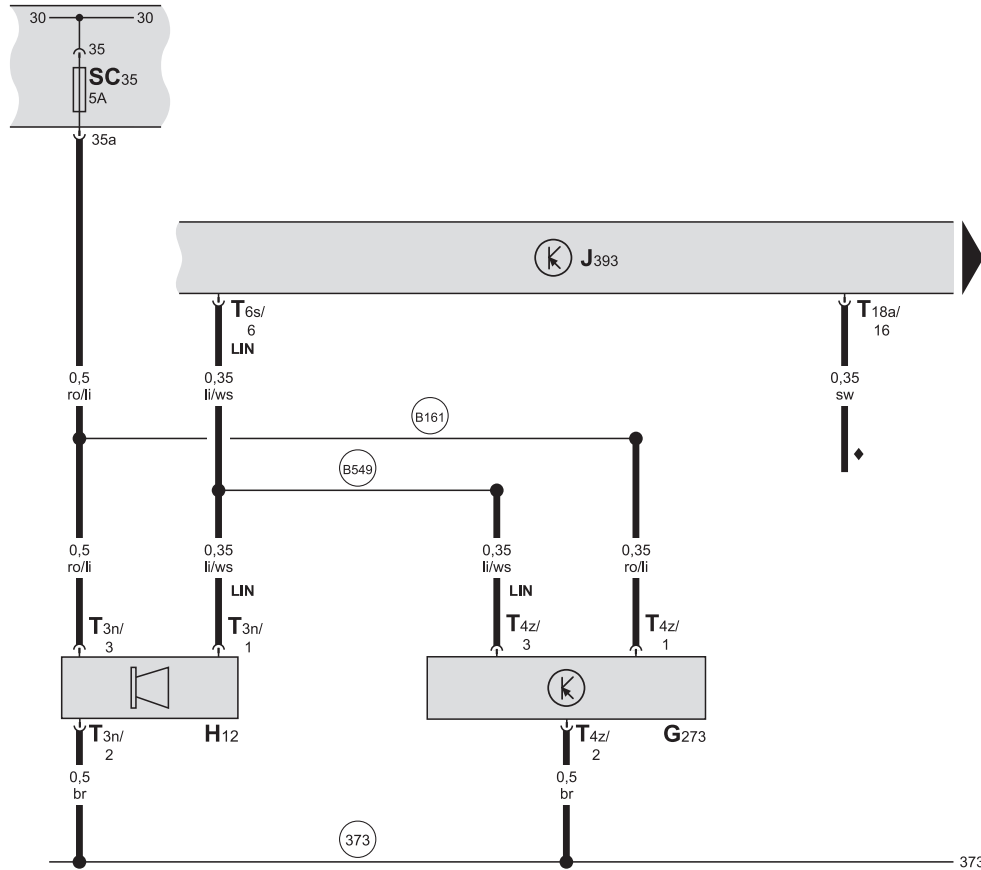 30 30
35
SC35
5A
35a
J393
T6s/
6
LIN
T18a/
16
0,5
ro/li
0,35
li/ws
0,35
sw
B161
B549
0,5
ro/li
0,35
li/ws
LIN
0,35
li/ws
LIN
0,35
ro/li
T3n/
3
T3n/
1
T4z/
3
T4z/
1
T3n/
2
H12
T4z/
2
G273
0,5
br
0,5
br
373
373